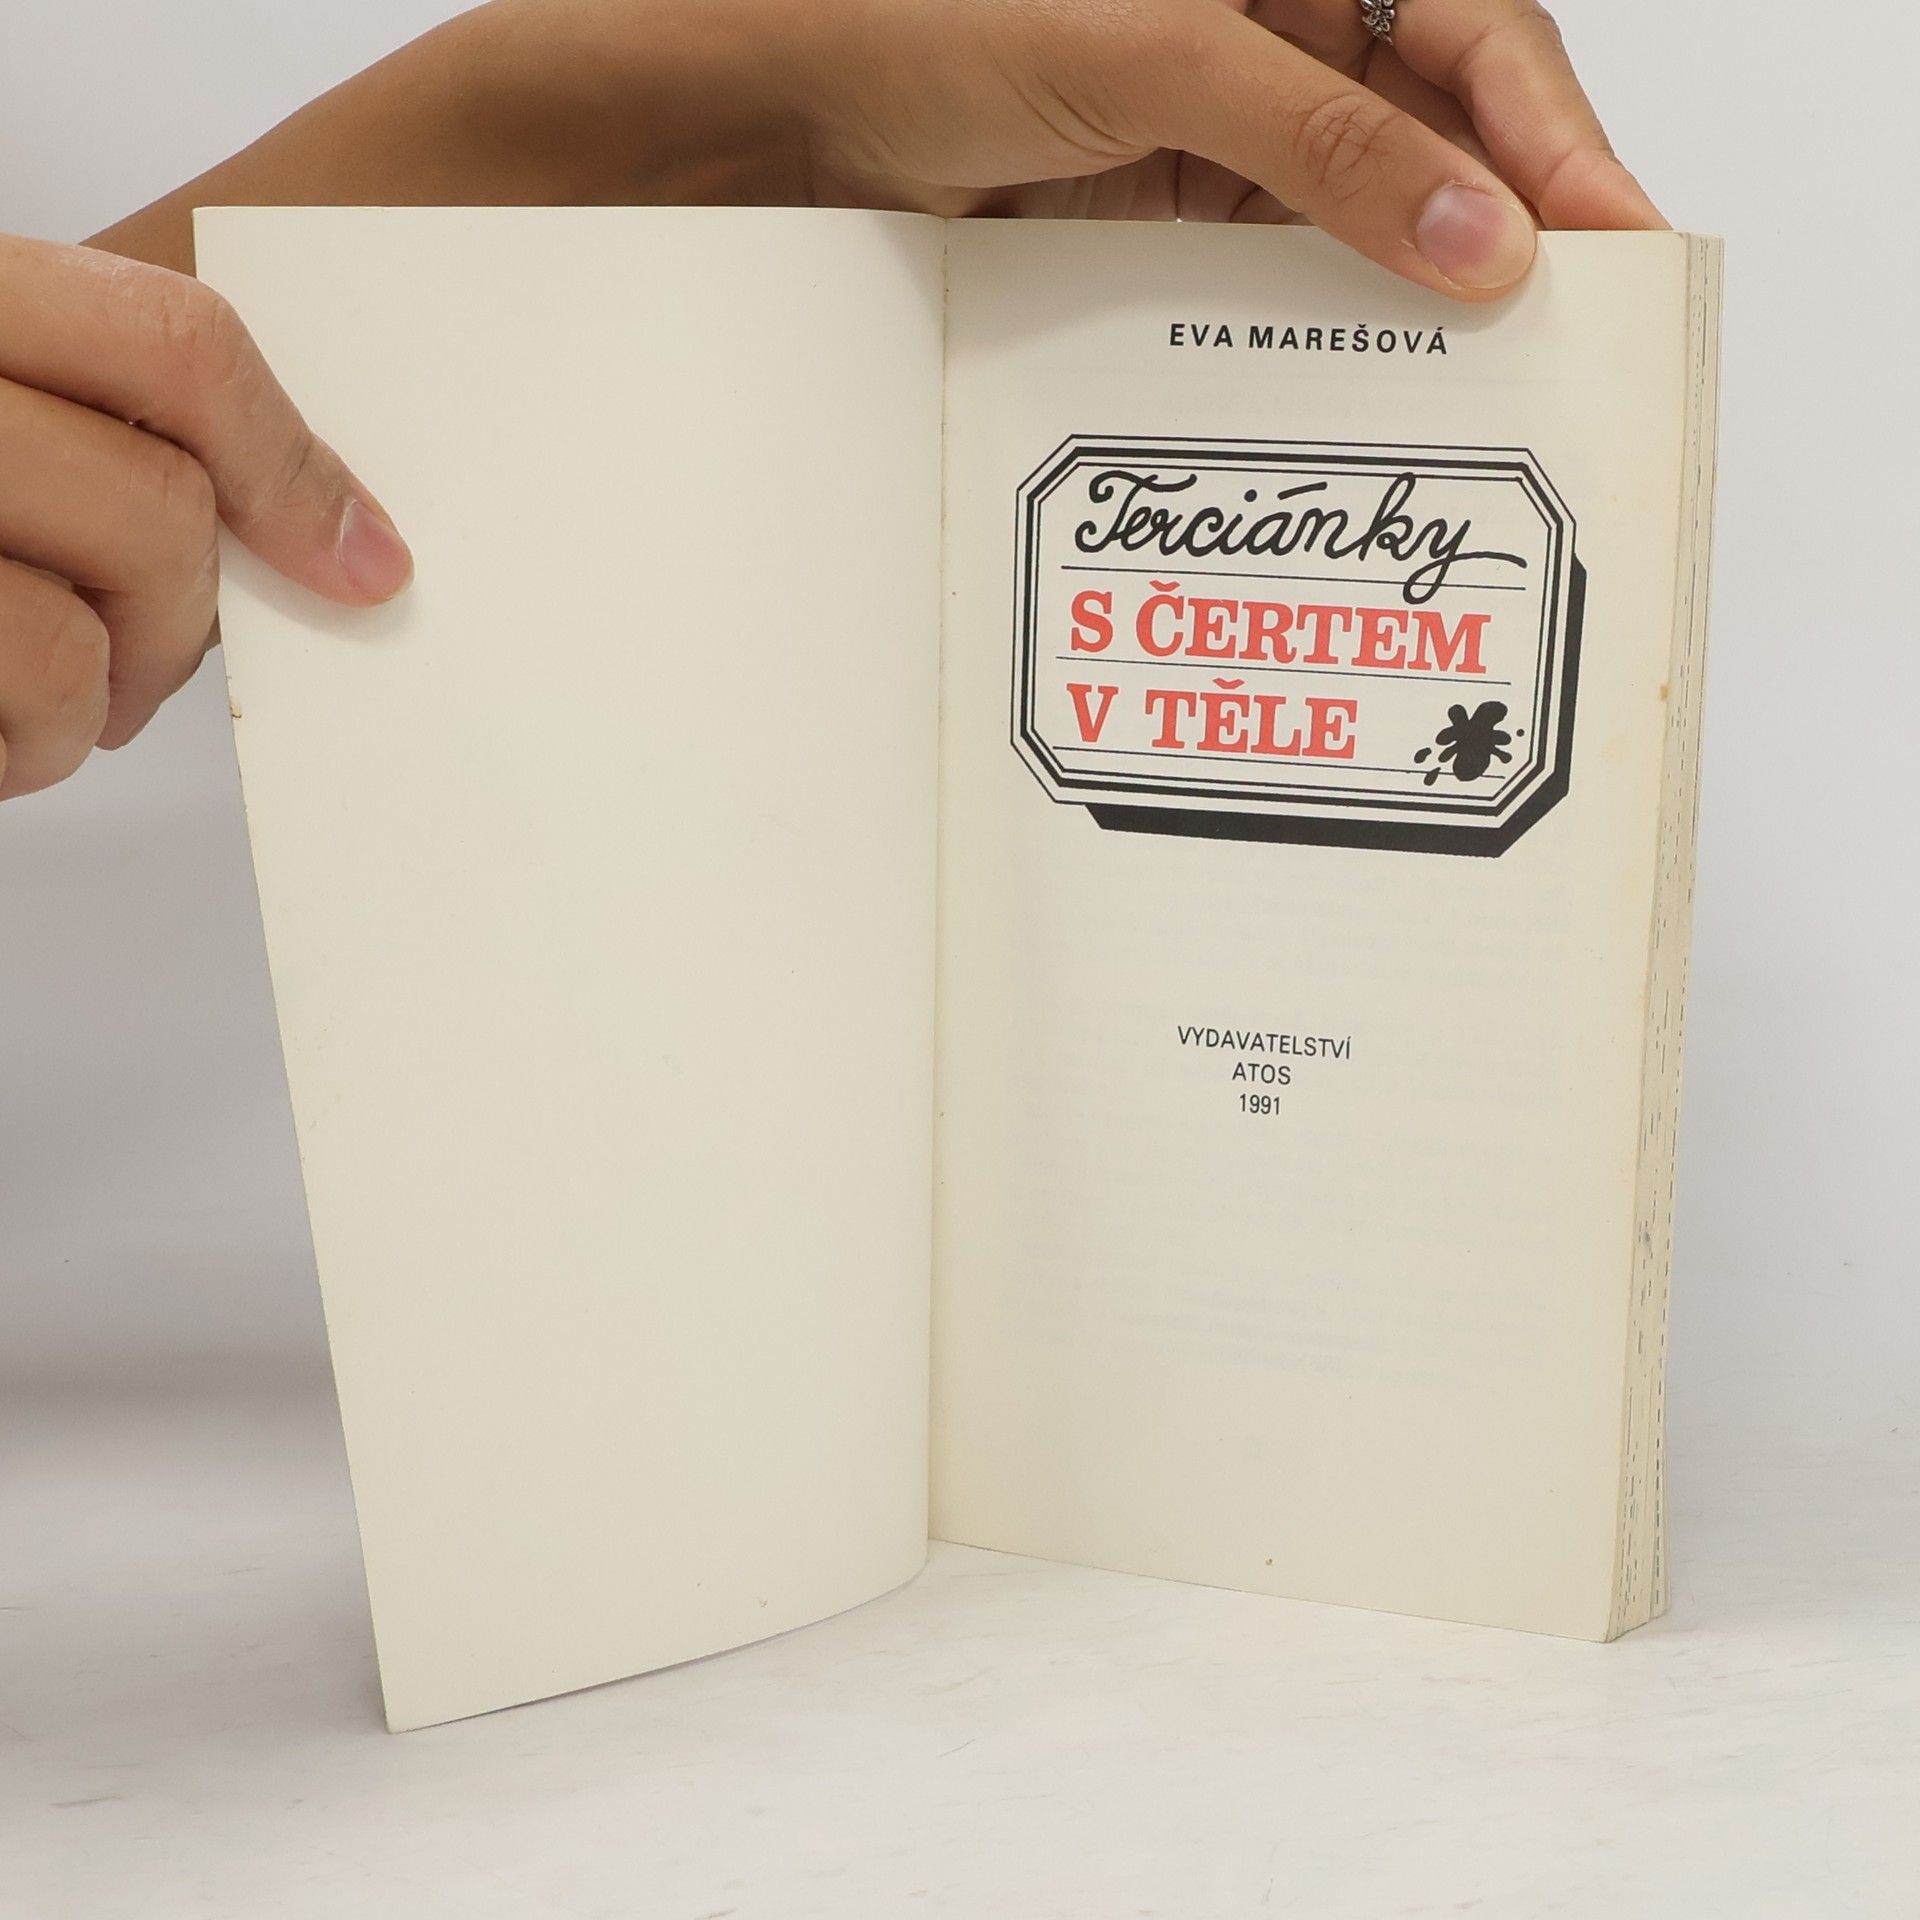 EVA MAREŠOVÁ
Terciánky
S ČERTEM
V TĚLE
VYDAVATELSTVÍ
ATOS
1991